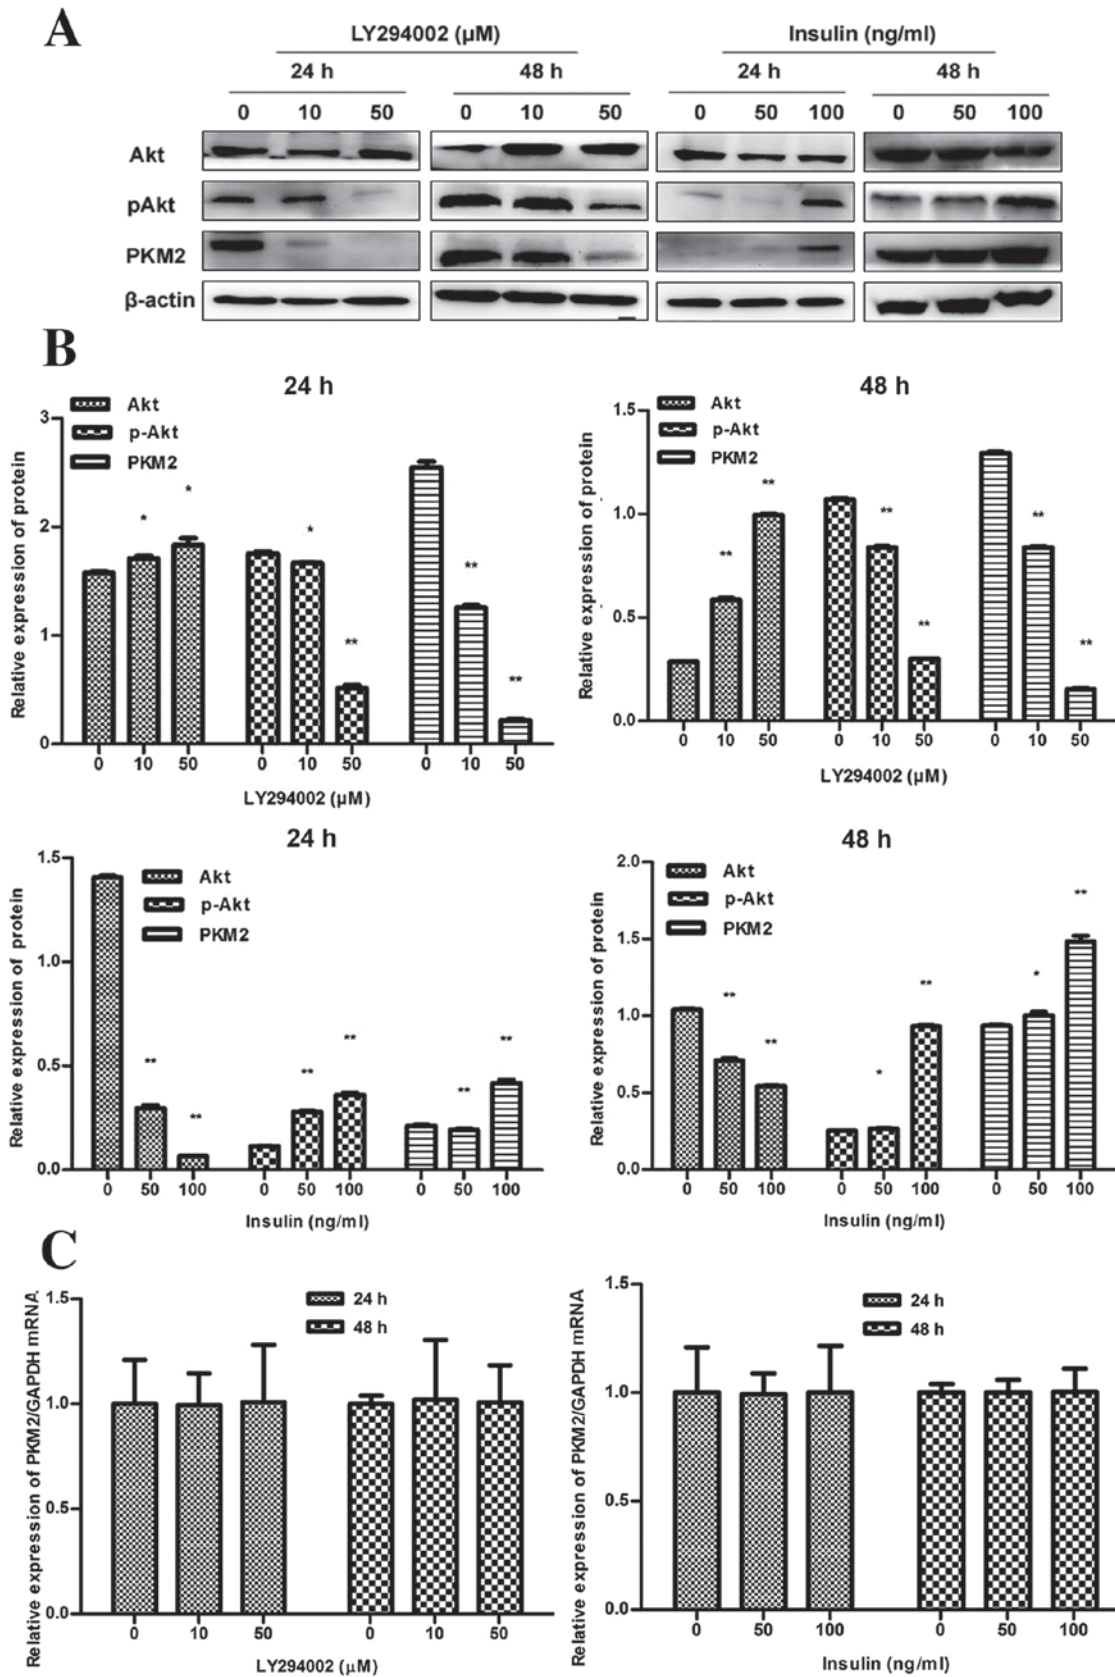 A
LY294002 (µM) Insulin (ng/ml)
24 h 48 h 24 h 48 h
0 10 50 0 10 50 0 50 100 0 50 100
Akt
pAkt
PKM2
β-actin
B
24 h
Akt
p-Akt
PKM2
Relative expression of protein
3
2
1
0
* * * ** ** **
0 10 50 0 10 50 0 10 50
LY294002 (µM)
48 h
Akt
p-Akt
PKM2
Relative expression of protein
1.5
1.0
0.5
0.0
** ** ** ** ** **
0 10 50 0 10 50 0 10 50
LY294002 (µM)
24 h
Akt
p-Akt
PKM2
Relative expression of protein
1.5
1.0
0.5
0.0
** ** ** ** ** **
0 50 100 0 50 100 0 50 100
Insulin (ng/ml)
48 h
Akt
p-Akt
PKM2
Relative expression of protein
2.0
1.5
1.0
0.5
0.0
** ** * ** * **
0 50 100 0 50 100 0 50 100
Insulin (ng/ml)
C
24 h
48 h
Relative expression of PKM2/GAPDH mRNA
1.5
1.0
0.5
0.0
0 10 50 0 10 50
LY294002 (µM)
24 h
48 h
Relative expression of PKM2/GAPDH mRNA
1.5
1.0
0.5
0.0
0 50 100 0 50 100
Insulin (ng/ml)